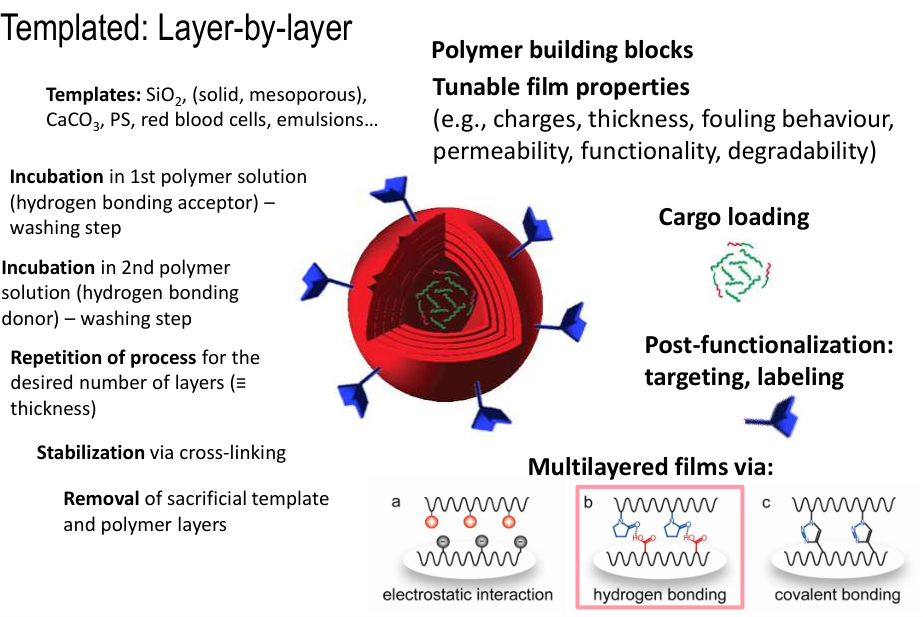 Templated: Layer-by-layer
Templates: SiO2, (solid, mesoporous),
CaCO3, PS, red blood cells, emulsions…
Incubation in 1st polymer solution
(hydrogen bonding acceptor) –
washing step
Incubation in 2nd polymer
solution (hydrogen bonding
donor) – washing step
Repetition of process for the
desired number of layers (≡
thickness)
Stabilization via cross-linking
Removal of sacrificial template
and polymer layers
Polymer building blocks
Tunable film properties
(e.g., charges, thickness, fouling behaviour,
permeability, functionality, degradability)
Cargo loading
Post-functionalization:
targeting, labeling
Multilayered films via:
a
+ + +
− − −
electrostatic interaction
b
N N
O O
HO O HO O
hydrogen bonding
c
N N
N N
N N
covalent bonding